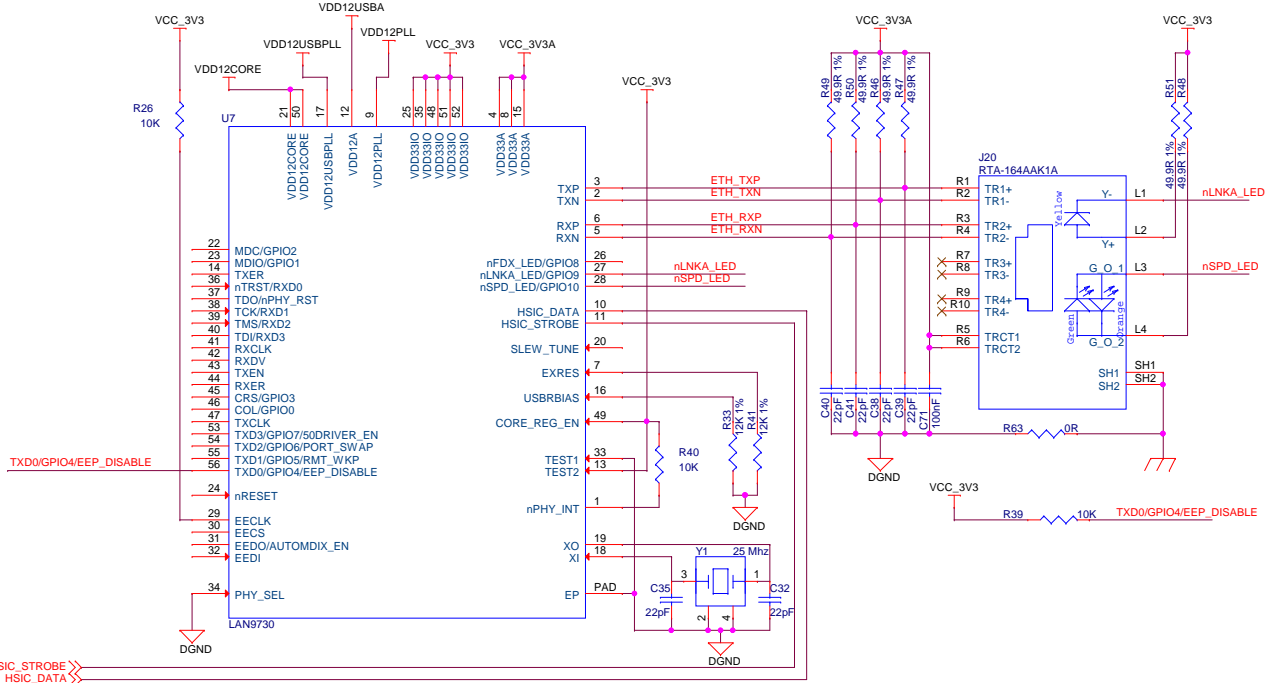 VDD12USBA
VCC_3V3
VDD12USBPLL
VDD12PLL
VCC_3V3
VCC_3V3A
VDD12CORE
VCC_3V3
VCC_3V3A
VCC_3V3
R26
10K
U7
21
50
17
12
9
25
35
48
51
52
4
8
15
VDD12CORE
VDD12CORE
VDD12USBPLL
VDD12A
VDD12PLL
VDD33IO
VDD33IO
VDD33IO
VDD33IO
VDD33IO
VDD33A
VDD33A
VDD33A
R49
49.9R 1%
R50
49.9R 1%
R46
49.9R 1%
R47
49.9R 1%
R51
49.9R 1%
R48
49.9R 1%
22 MDC/GPIO2
23 MDIO/GPIO1
14 TXER
36 nTRST/RXD0
37 TDO/nPHY_RST
38 TCK/RXD1
39 TMS/RXD2
40 TDI/RXD3
41 RXCLK
42 RXDV
43 TXEN
44 RXER
45 CRS/GPIO3
46 COL/GPIO0
47 TXCLK
53 TXD3/GPIO7/50DRIVER_EN
54 TXD2/GPIO6/PORT_SWAP
55 TXD1/GPIO5/RMT_WKP
56 TXD0/GPIO4/EEP_DISABLE
TXD0/GPIO4/EEP_DISABLE
24 nRESET
29 EECLK
30 EECS
31 EEDO/AUTOMDIX_EN
32 EEDI
34 PHY_SEL
DGND
LAN9730
TXP 3 ETH_TXP
TXN 2 ETH_TXN
RXP 6 ETH_RXP
RXN 5 ETH_RXN
nFDX_LED/GPIO8 26
nLNKA_LED/GPIO9 27 nLNKA_LED
nSPD_LED/GPIO10 28 nSPD_LED
HSIC_DATA 10
HSIC_STROBE 11
SLEW_TUNE 20
EXRES 7
USBRBIAS 16
CORE_REG_EN 49
TEST1 33
TEST2 13
nPHY_INT 1
XO 19
XI 18
EP PAD
R40
10K
R33
12K 1%
R41
12K 1%
DGND
Y1 25 Mhz
3
1
2
4
C35
22pF
C32
22pF
DGND
J20
RTA-164AAK1A
R1 TR1+
R2 TR1-
R3 TR2+
R4 TR2-
R7 TR3+
R8 TR3-
R9 TR4+
R10 TR4-
R5 TRCT1
R6 TRCT2
Yellow
Green
Orange
Y- L1 nLNKA_LED
Y+ L2
G_O_1 L3 nSPD_LED
G_O_2 L4
SH1 SH1
SH2 SH2
C40
22pF
C41
22pF
C38
22pF
C39
22pF
C71
100nF
R63 0R
DGND
VCC_3V3
R39 10K TXD0/GPIO4/EEP_DISABLE
SIC_STROBE
HSIC_DATA